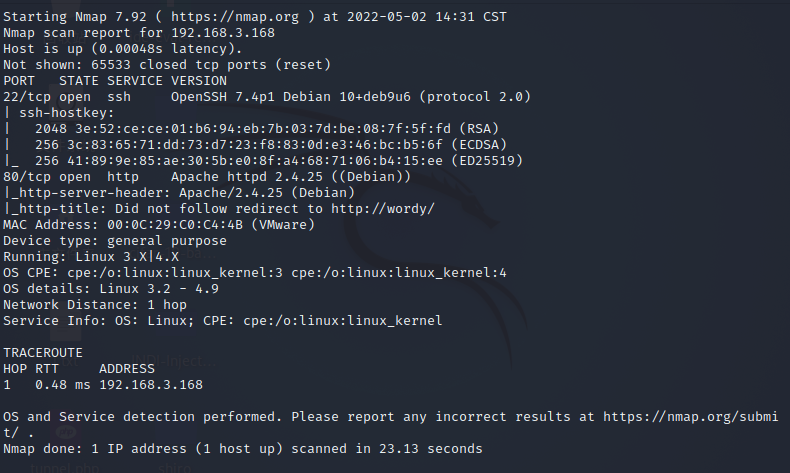 Starting Nmap 7.92 ( https://nmap.org ) at 2022-05-02 14:31 CST
Nmap scan report for 192.168.3.168
Host is up (0.00048s latency).
Not shown: 65533 closed tcp ports (reset)
PORT   STATE SERVICE VERSION
22/tcp open  ssh     OpenSSH 7.4p1 Debian 10+deb9u6 (protocol 2.0)
| ssh-hostkey:
|   2048 3e:52:ce:ce:01:b6:94:eb:7b:03:7d:be:08:7f:5f:fd (RSA)
|   256 3c:83:65:71:dd:73:d7:23:f8:83:0d:e3:46:bc:b5:6f (ECDSA)
|_  256 41:89:9e:85:ae:30:5b:e0:8f:a4:68:71:06:b4:15:ee (ED25519)
80/tcp open  http    Apache httpd 2.4.25 ((Debian))
|_http-server-header: Apache/2.4.25 (Debian)
|_http-title: Did not follow redirect to http://wordy/
MAC Address: 00:0C:29:C0:C4:4B (VMware)
Device type: general purpose
Running: Linux 3.X|4.X
OS CPE: cpe:/o:linux:linux_kernel:3 cpe:/o:linux:linux_kernel:4
OS details: Linux 3.2 - 4.9
Network Distance: 1 hop
Service Info: OS: Linux; CPE: cpe:/o:linux:linux_kernel

TRACEROUTE
HOP RTT     ADDRESS
1   0.48 ms 192.168.3.168

OS and Service detection performed. Please report any incorrect results at https://nmap.org/submi
t/ .
Nmap done: 1 IP address (1 host up) scanned in 23.13 seconds